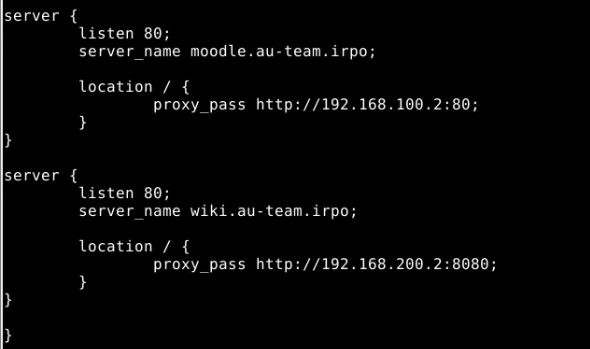 server {
listen 80;
server_name moodle.au-team.irpo;
location / {
proxy_pass http://192.168.100.2:80;
}
}
server {
listen 80;
server_name wiki.au-team.irpo;
location / {
proxy_pass http://192.168.200.2:8080;
}
}
}